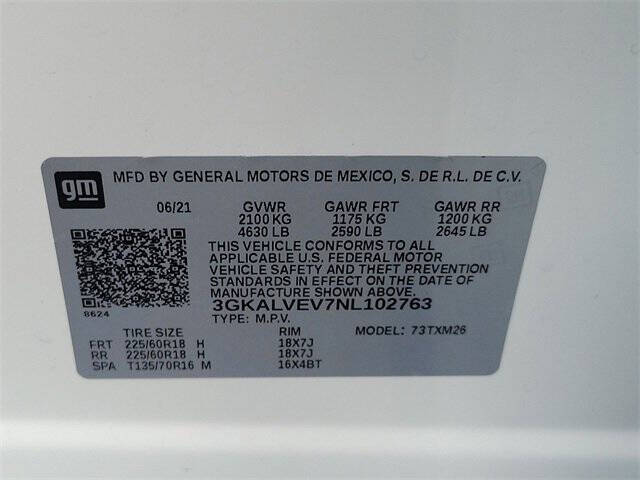 gm MFD BY GENERAL MOTORS DE MEXICO, S. DE R.L. DE C.V.
06/21 GVWR GAWR FRT GAWR RR
2100 KG 1175 KG 1200 KG
4630 LB 2590 LB 2645 LB
THIS VEHICLE CONFORMS TO ALL
APPLICABLE U.S. FEDERAL MOTOR
VEHICLE SAFETY AND THEFT PREVENTION
STANDARDS IN EFFECT ON THE DATE OF
MANUFACTURE SHOWN ABOVE.
3GKALVEV7NL102763
8624
TYPE: M.P.V. MODEL: 73TXM26
TIRE SIZE RIM
FRT 225/60R18 H 18X7J
RR 225/60R18 H 18X7J
SPA T135/70R16 M 16X4BT